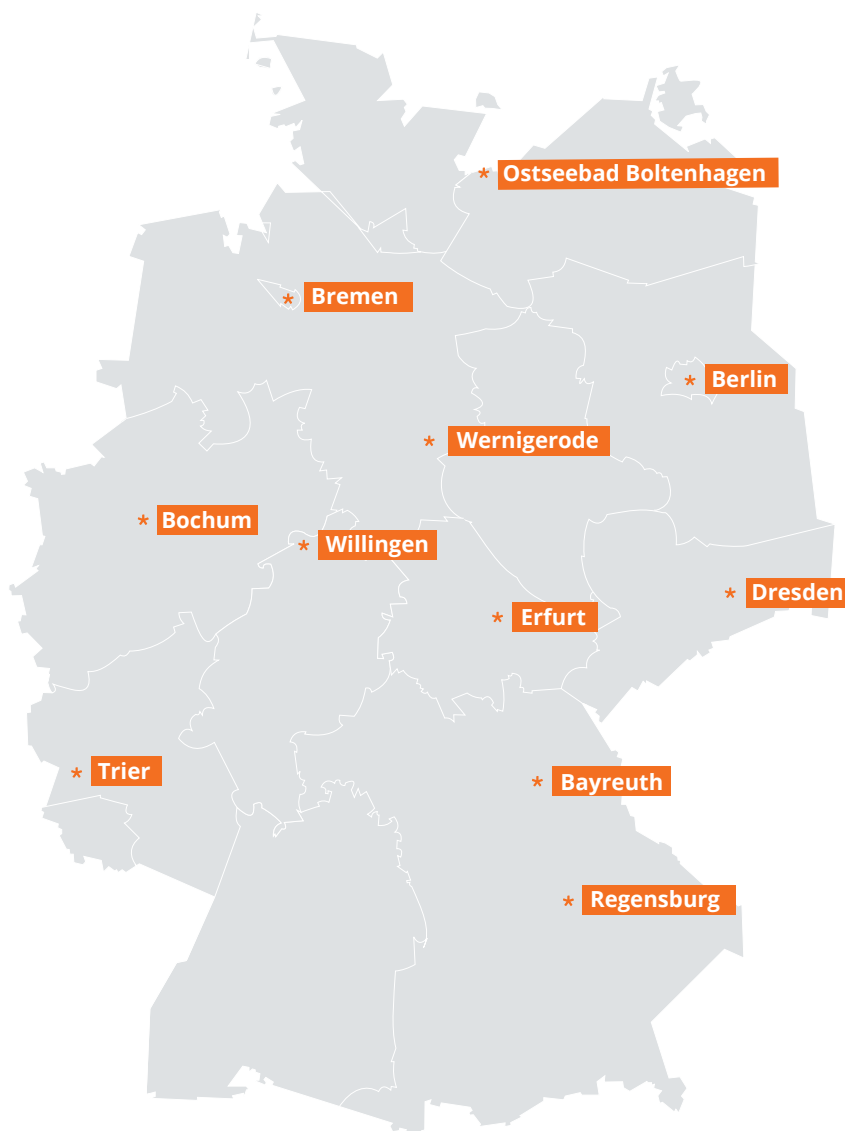 * Ostseebad Boltenhagen
* Bremen
* Berlin
* Wernigerode
* Bochum
* Willingen
* Dresden
* Erfurt
* Trier
* Bayreuth
* Regensburg